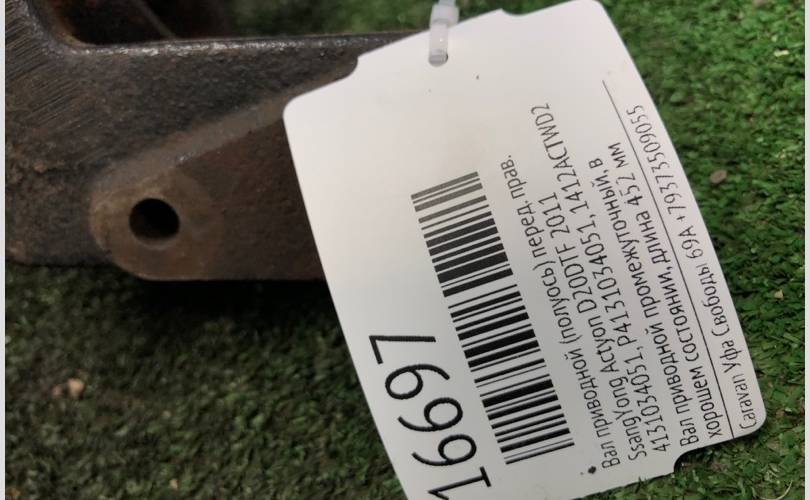 16697
Вал приводной (полуось) перед. прав.
SsangYong Actyon D20DTF 2011
4131034051, P4131034051, 1412ACTWD2
Вал приводной промежуточный, в
хорошем состоянии, длина 452 мм
Caravan Уфа Свободы 69А +79373509055